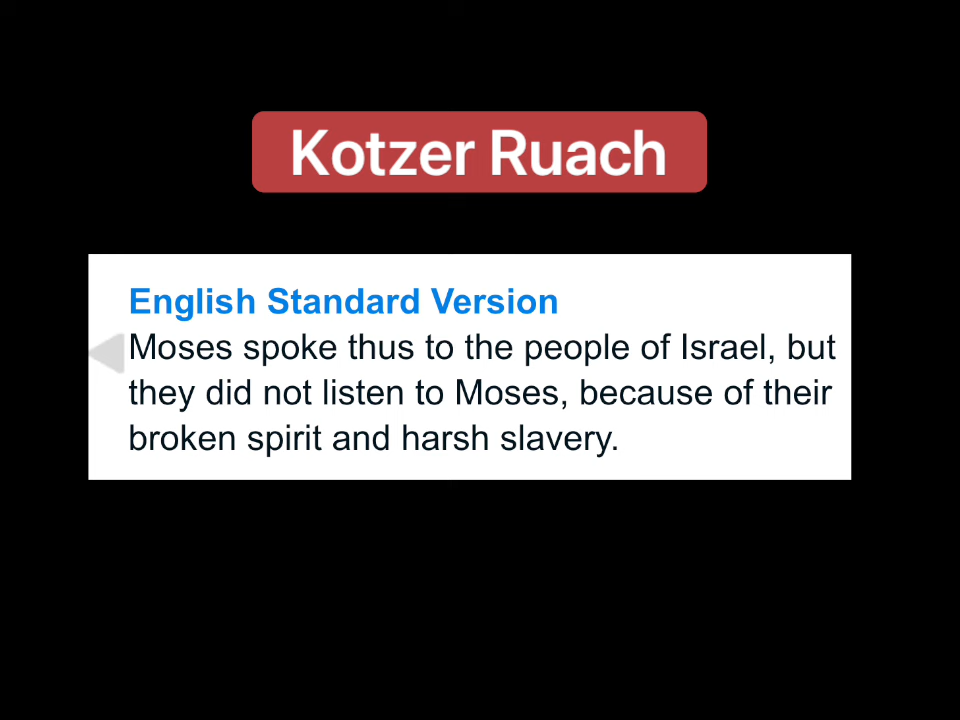 Kotzer Ruach
English Standard Version
Moses spoke thus to the people of Israel, but
they did not listen to Moses, because of their
broken spirit and harsh slavery.